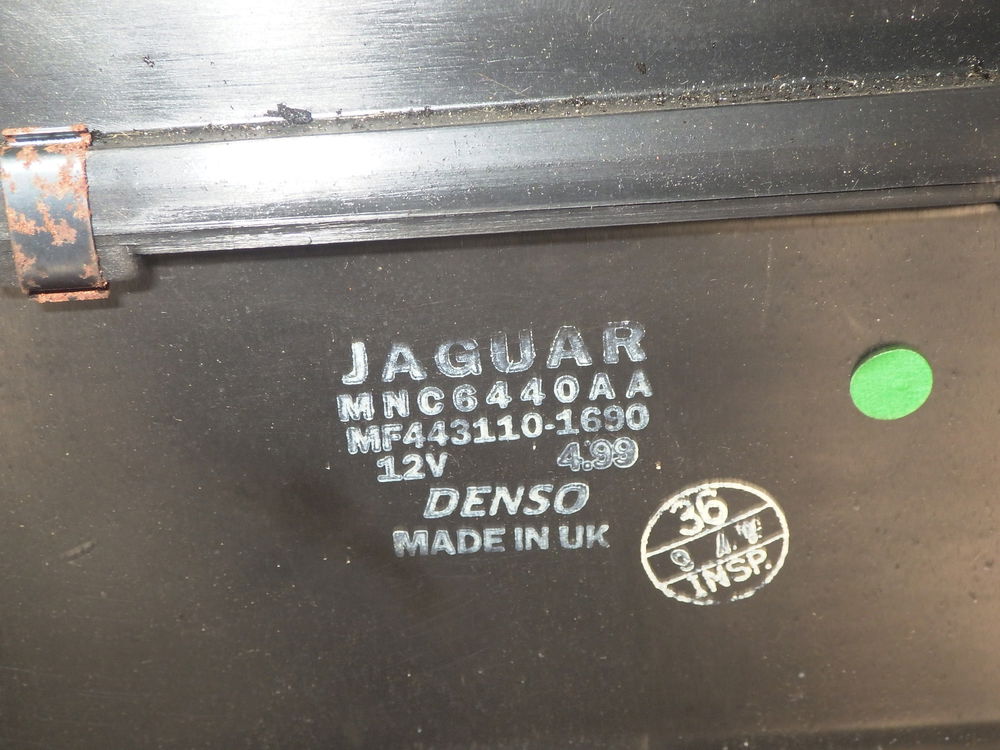 JAGUAR
MNC6440AA
MF443110-1690
12V 4.99
DENSO
MADE IN UK
36
INSP.